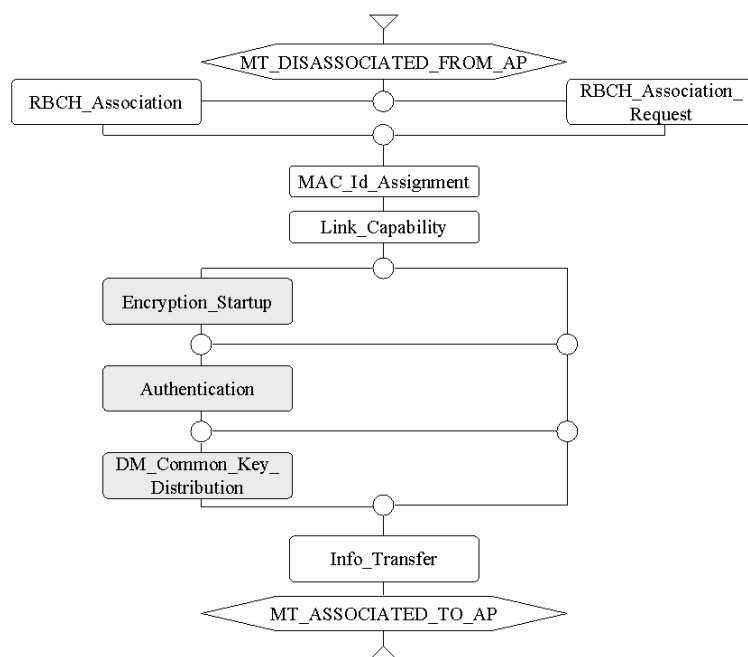 MT_DISASSOCIATED_FROM_AP
RBCH_Association
RBCH_Association_
Request
MAC_Id_Assignment
Link_Capability
Encryption_Startup
Authentication
DM_Common_Key_
Distribution
Info_Transfer
MT_ASSOCIATED_TO_AP